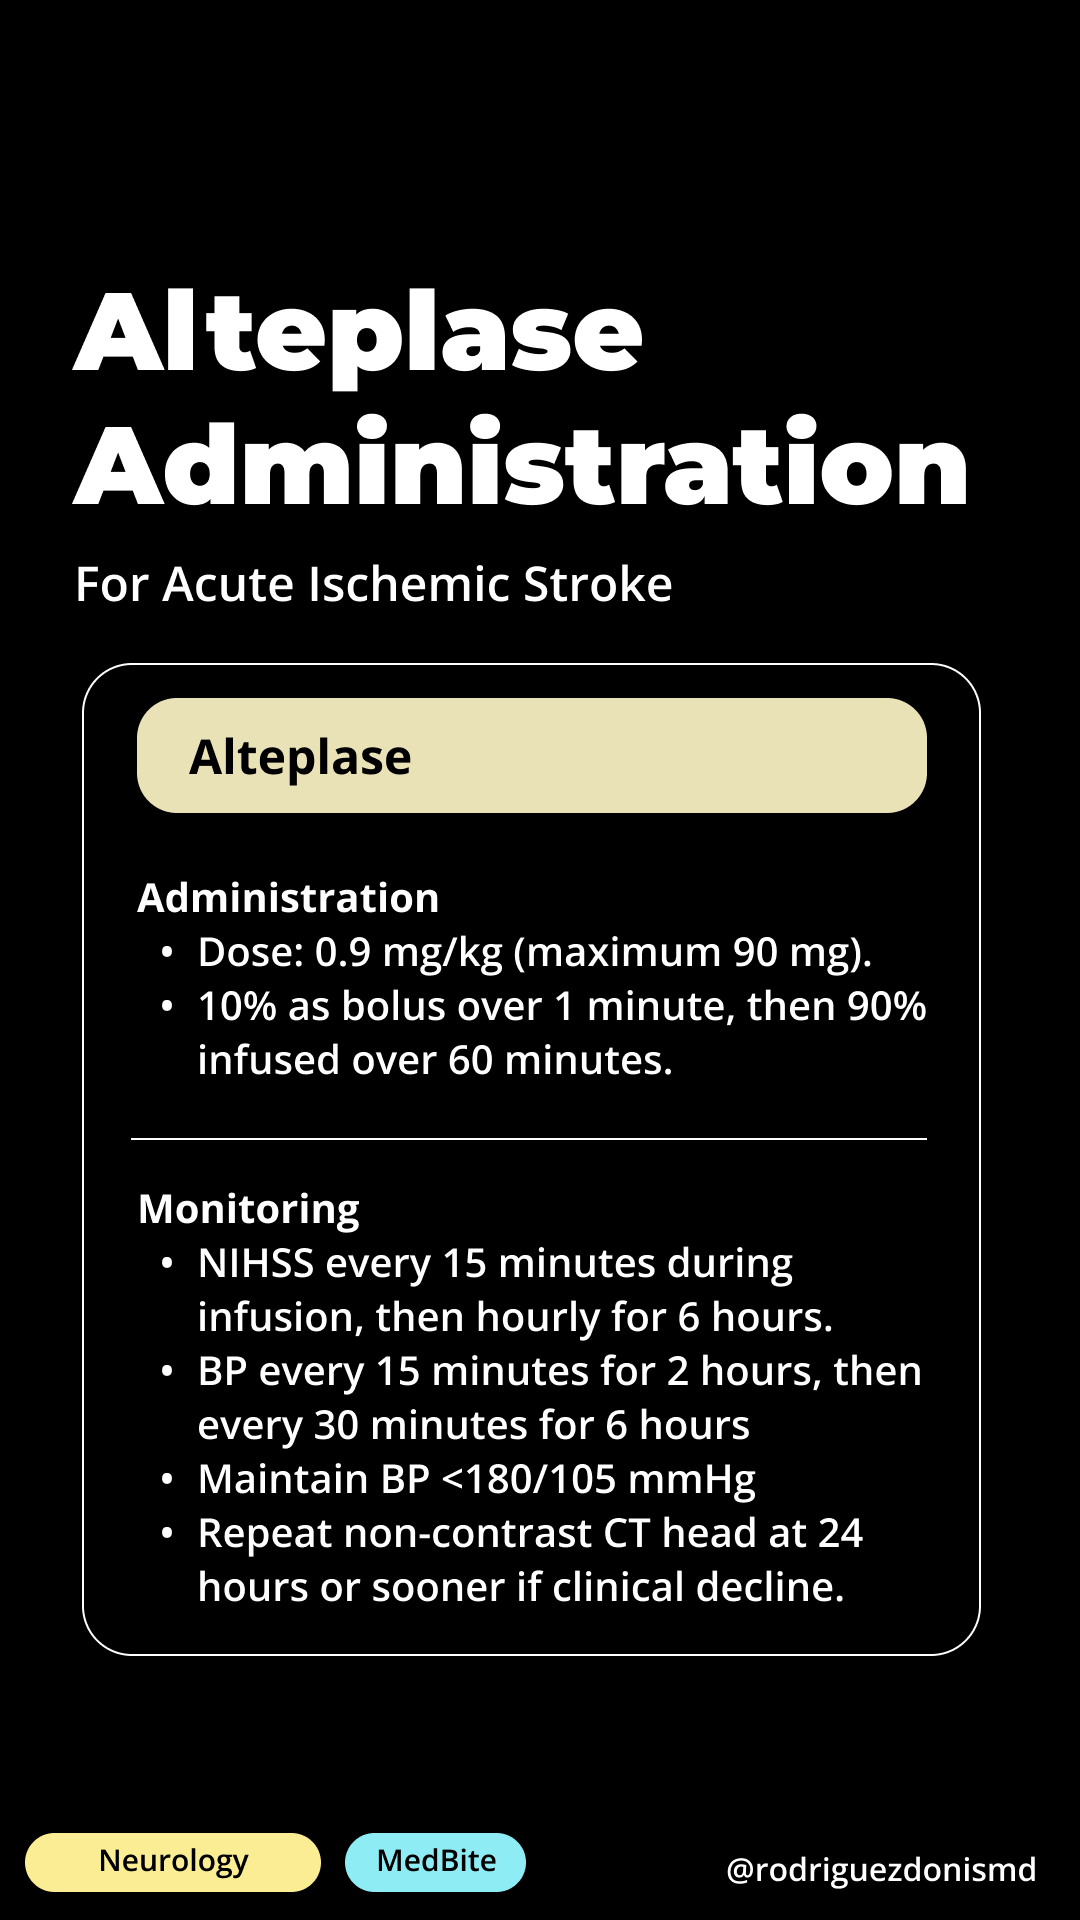 Alteplase
Administration
For Acute Ischemic Stroke
Alteplase
Administration
• Dose: 0.9 mg/kg (maximum 90 mg).
• 10% as bolus over 1 minute, then 90%
infused over 60 minutes.
Monitoring
• NIHSS every 15 minutes during
infusion, then hourly for 6 hours.
• BP every 15 minutes for 2 hours, then
every 30 minutes for 6 hours
• Maintain BP <180/105 mmHg
• Repeat non-contrast CT head at 24
hours or sooner if clinical decline.
Neurology
MedBite
@rodriguezdonismd